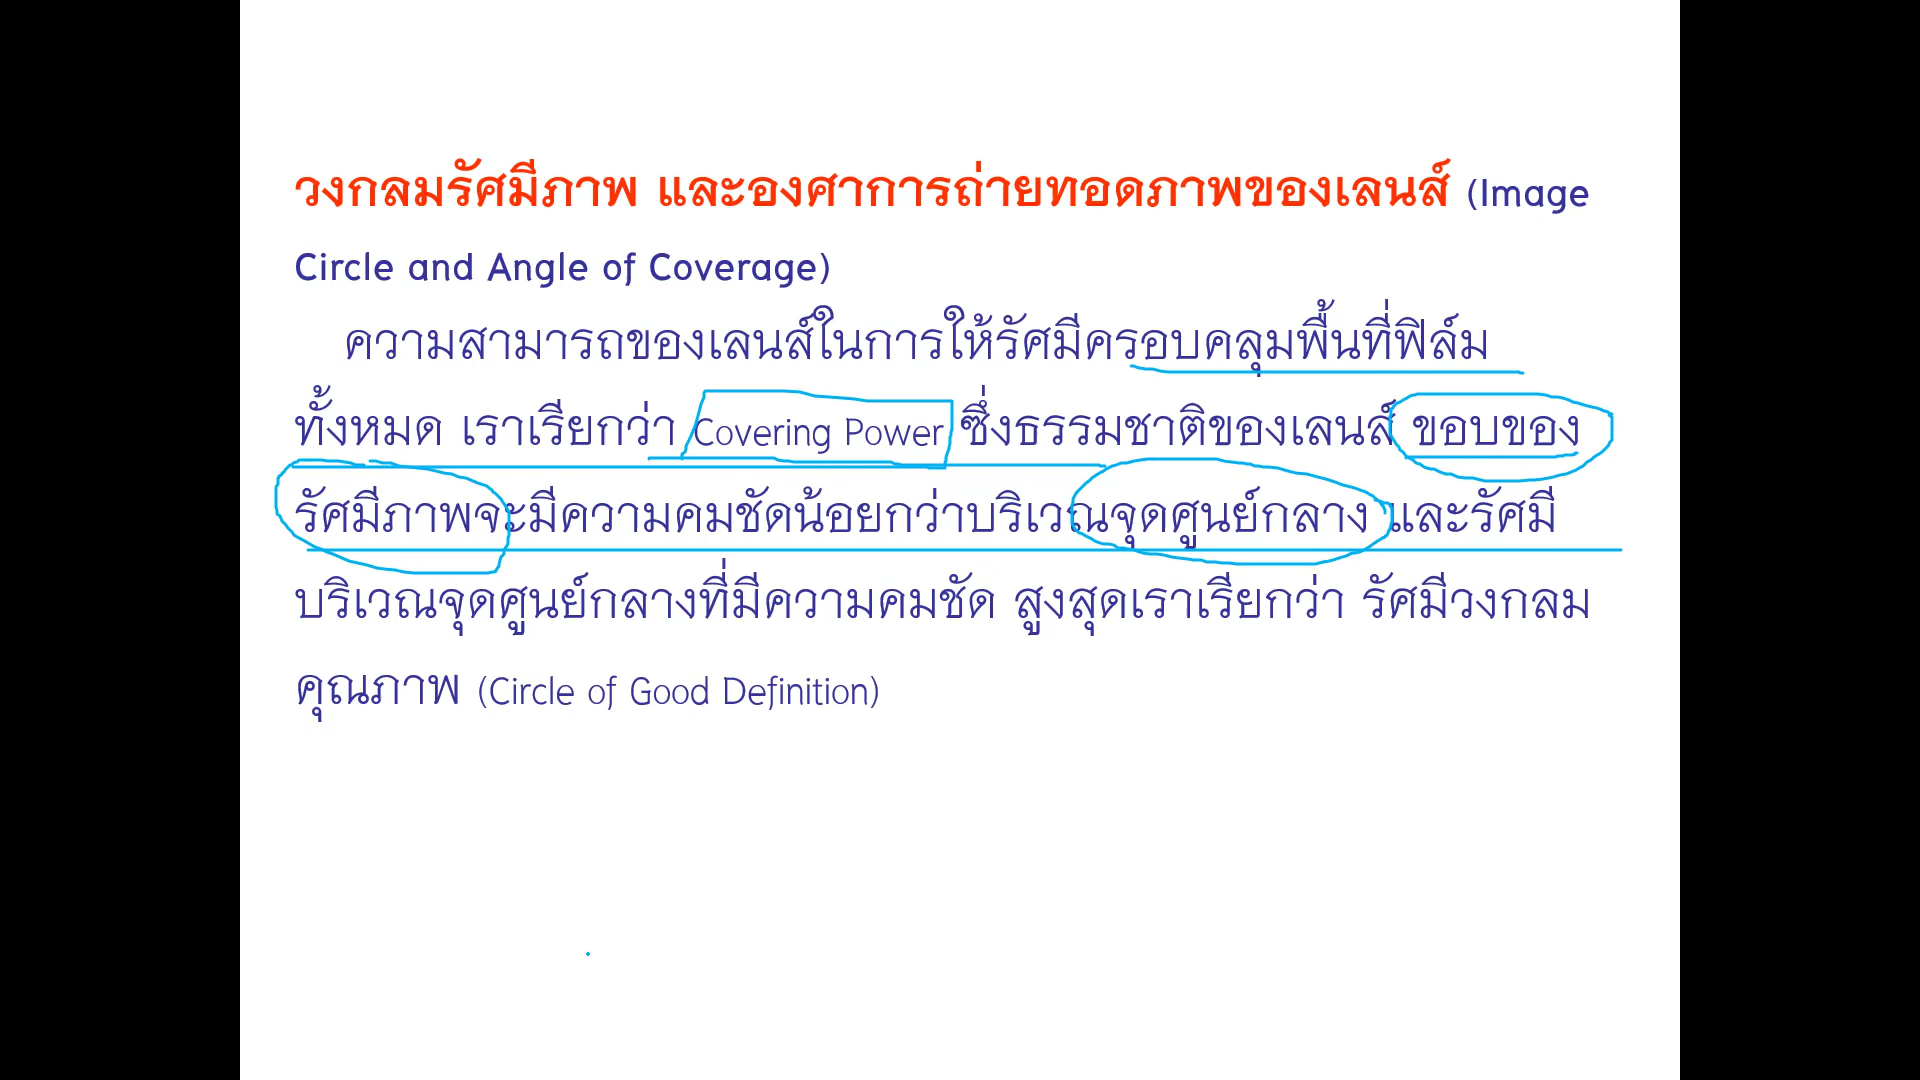 วงกลมรัศมีภาพ และองศาการถ่ายทอดภาพของเลนส์ (Image
Circle and Angle of Coverage)
ความสามารถของเลนส์ในการให้รัศมีครอบคลุมพื้นที่ฟิล์ม
ทั้งหมด เราเรียกว่า Covering Power ซึ่งธรรมชาติของเลนส์ ขอบของ
รัศมีภาพจะมีความคมชัดน้อยกว่าบริเวณจุดศูนย์กลาง และรัศมี
บริเวณจุดศูนย์กลางที่มีความคมชัด สูงสุดเราเรียกว่า รัศมีวงกลม
คุณภาพ (Circle of Good Definition)